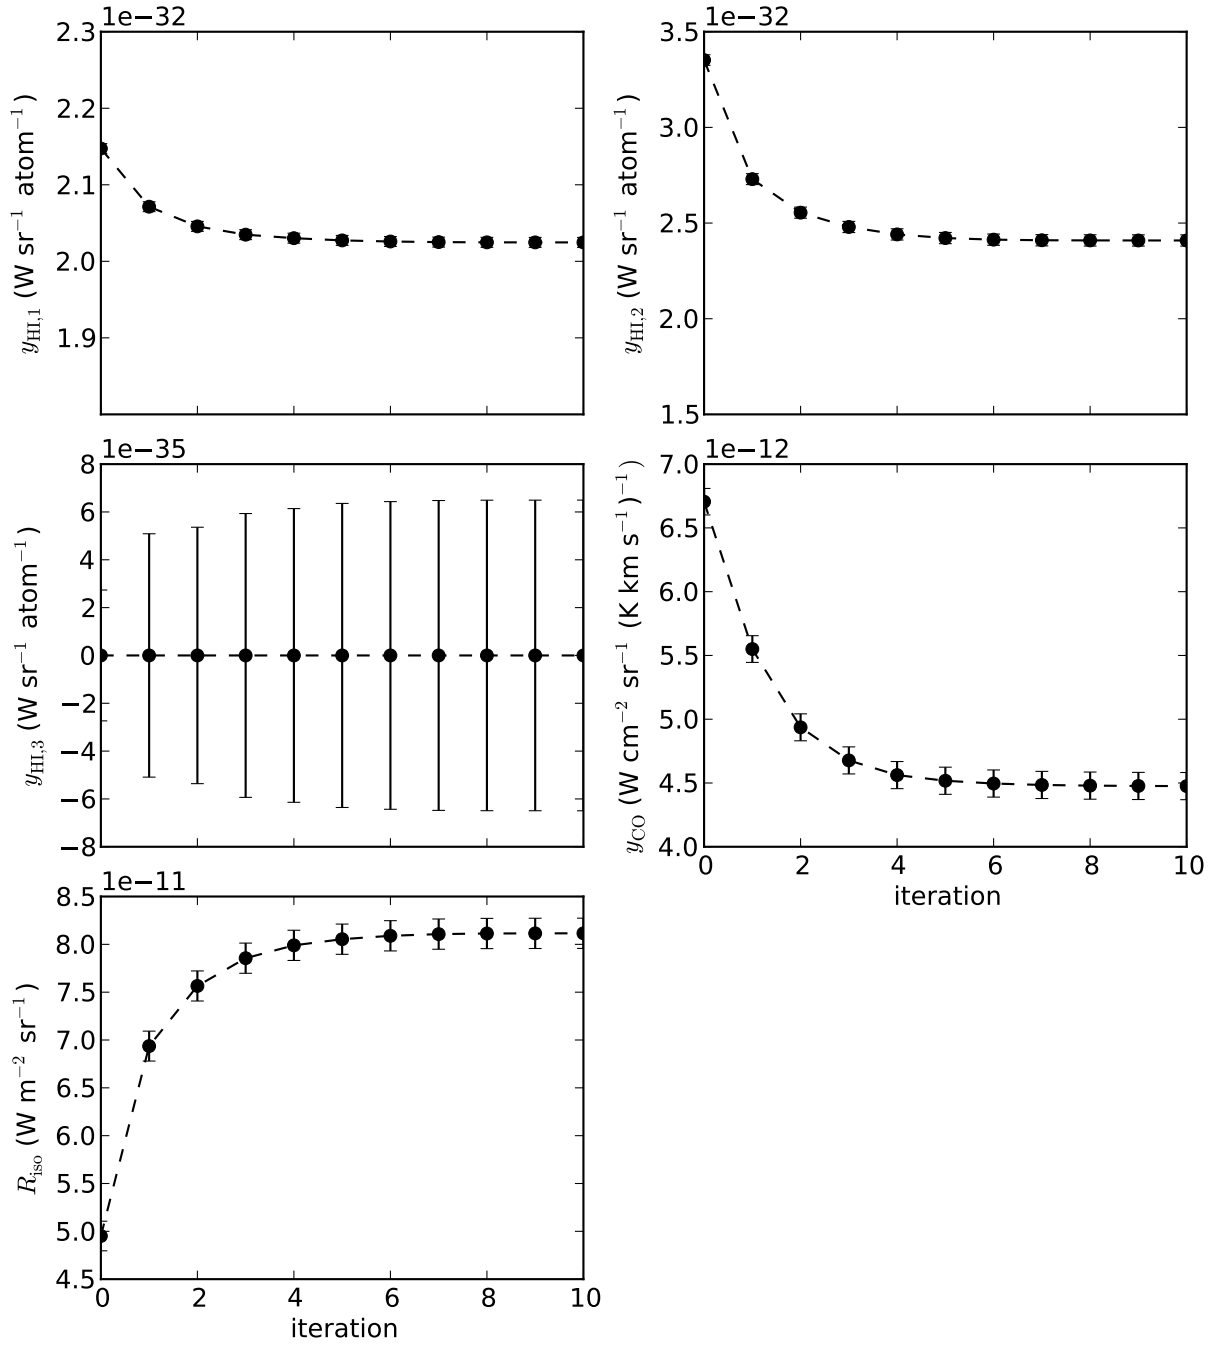 1e−32
2.3
2.2
2.1
2.0
1.9
y_HI,1 (W sr^−1 atom^−1)
1e−32
3.5
3.0
2.5
2.0
1.5
y_HI,2 (W sr^−1 atom^−1)
1e−35
8
6
4
2
0
−2
−4
−6
−8
y_HI,3 (W sr^−1 atom^−1)
1e−12
7.0
6.5
6.0
5.5
5.0
4.5
4.0
y_CO (W cm^−2 sr^−1 (K km s^−1)^−1)
0 2 4 6 8 10
iteration
1e−11
8.5
8.0
7.5
7.0
6.5
6.0
5.5
5.0
4.5
R_iso (W m^−2 sr^−1)
0 2 4 6 8 10
iteration